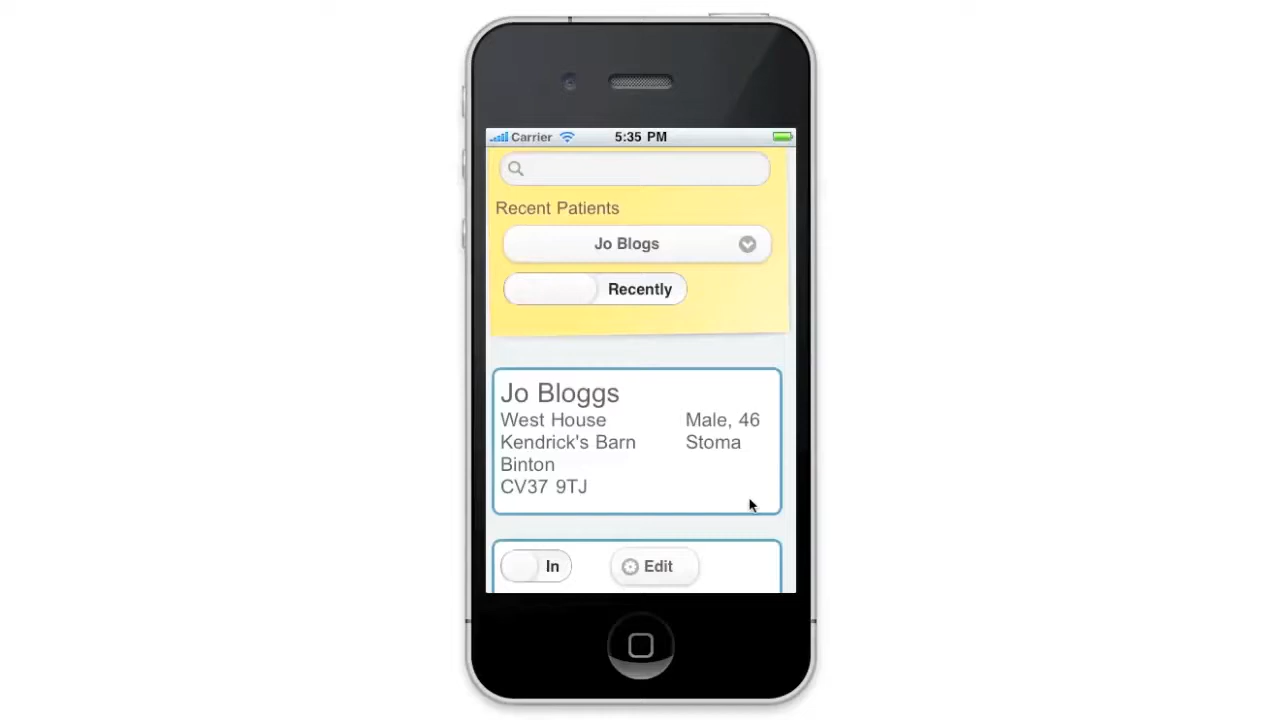 Carrier 5:35 PM
Recent Patients
Jo Blogs
Recently
Jo Bloggs
West House Male, 46
Kendrick's Barn Stoma
Binton
CV37 9TJ
In Edit